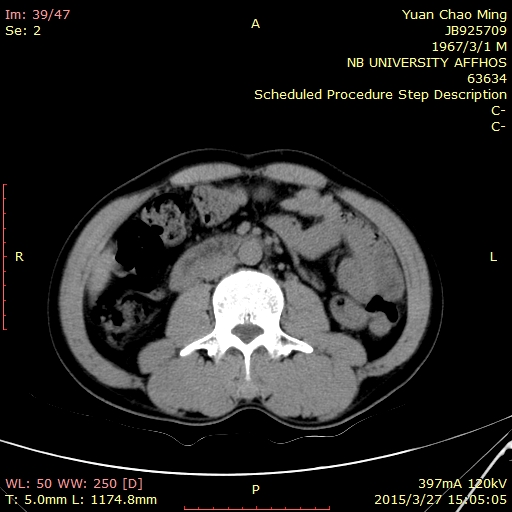 Im: 39/47
Se: 2
A
Yuan Chao Ming
JB925709
1967/3/1 M
NB UNIVERSITY AFFHOS
63634
Scheduled Procedure Step Description
C-
C-
R
L
WL: 50 WW: 250 [D]
T: 5.0mm L: 1174.8mm
P
397mA 120kV
2015/3/27 15:05:05